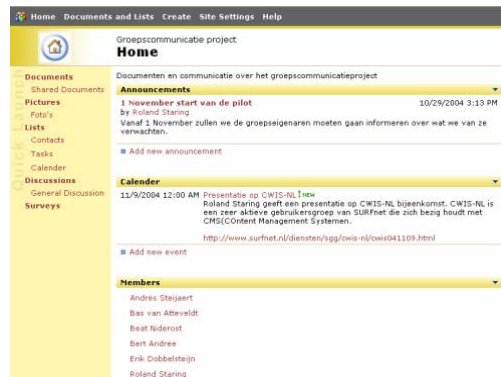 Home Documents and Lists Create Site Settings Help
Groepscommunicatie project
Home
Quick Launch
Documents
Shared Documents
Pictures
Foto's
Lists
Contacts
Tasks
Calender
Discussions
General Discussion
Surveys
Documenten en communicatie over het groepscommunicatieproject
Announcements
1 November start van de pilot 10/29/2004 3:13 PM
by Roland Staring
Vanaf 1 November zullen we de groepseigenaren moeten gaan informeren over wat we van ze
verwachten.
Add new announcement
Calender
11/9/2004 12:00 AM Presentatie op CWIS-NL ! NEW
Roland Staring geeft een presentatie op CWIS-NL bijeenkomst. CWIS-NL is
een zeer aktieve gebruikersgroep van SURFnet die zich bezig houdt met
CMS(COntent Management Systemen.
http://www.surfnet.nl/diensten/sgg/cwis-nl/cwis041109.html
Add new event
Members
Andres Steijaert
Bas van Atteveldt
Beat Niderost
Bert Andree
Erik Dobbelsteijn
Roland Staring